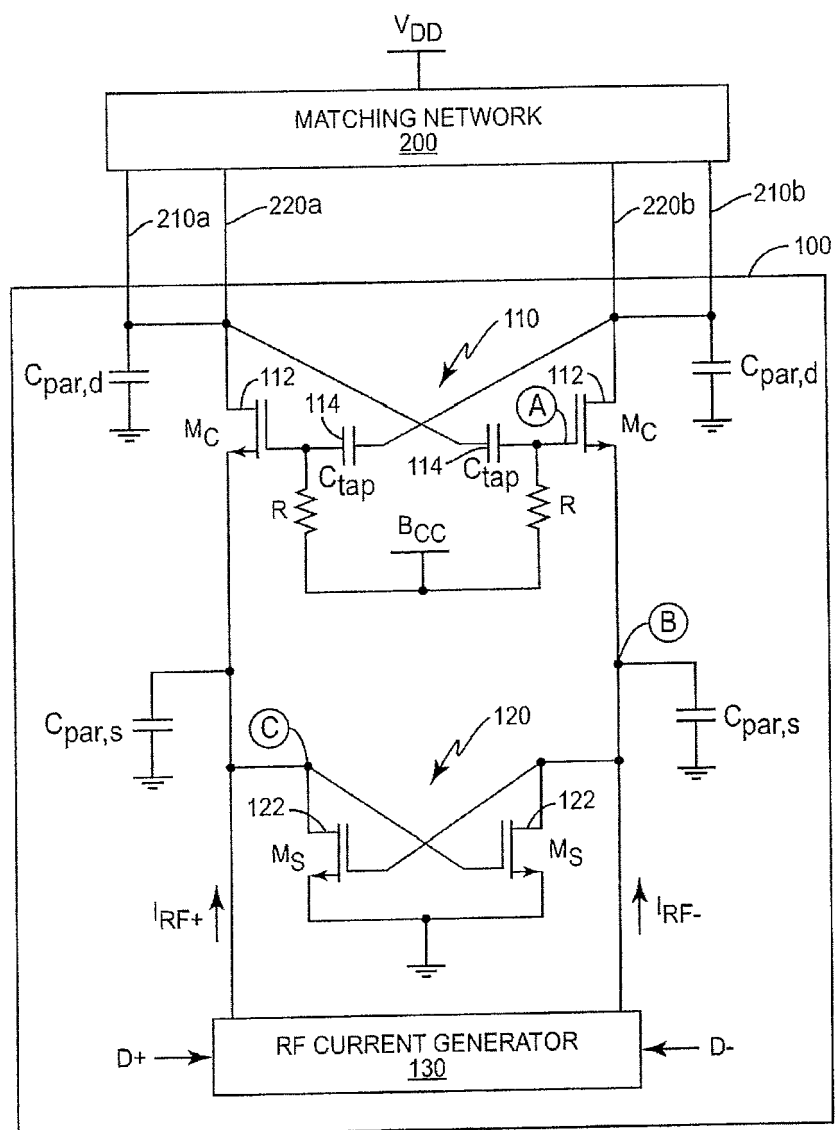 VDD
MATCHING NETWORK
200
210a
220a
220b
210b
100
110
Cpar,d
112
114
A
112
Cpar,d
MC
Ctap
114
Ctap
MC
R
R
BCC
B
Cpar,s
C
120
Cpar,s
122
122
MS
MS
IRF+
IRF-
D+
RF CURRENT GENERATOR
130
D-